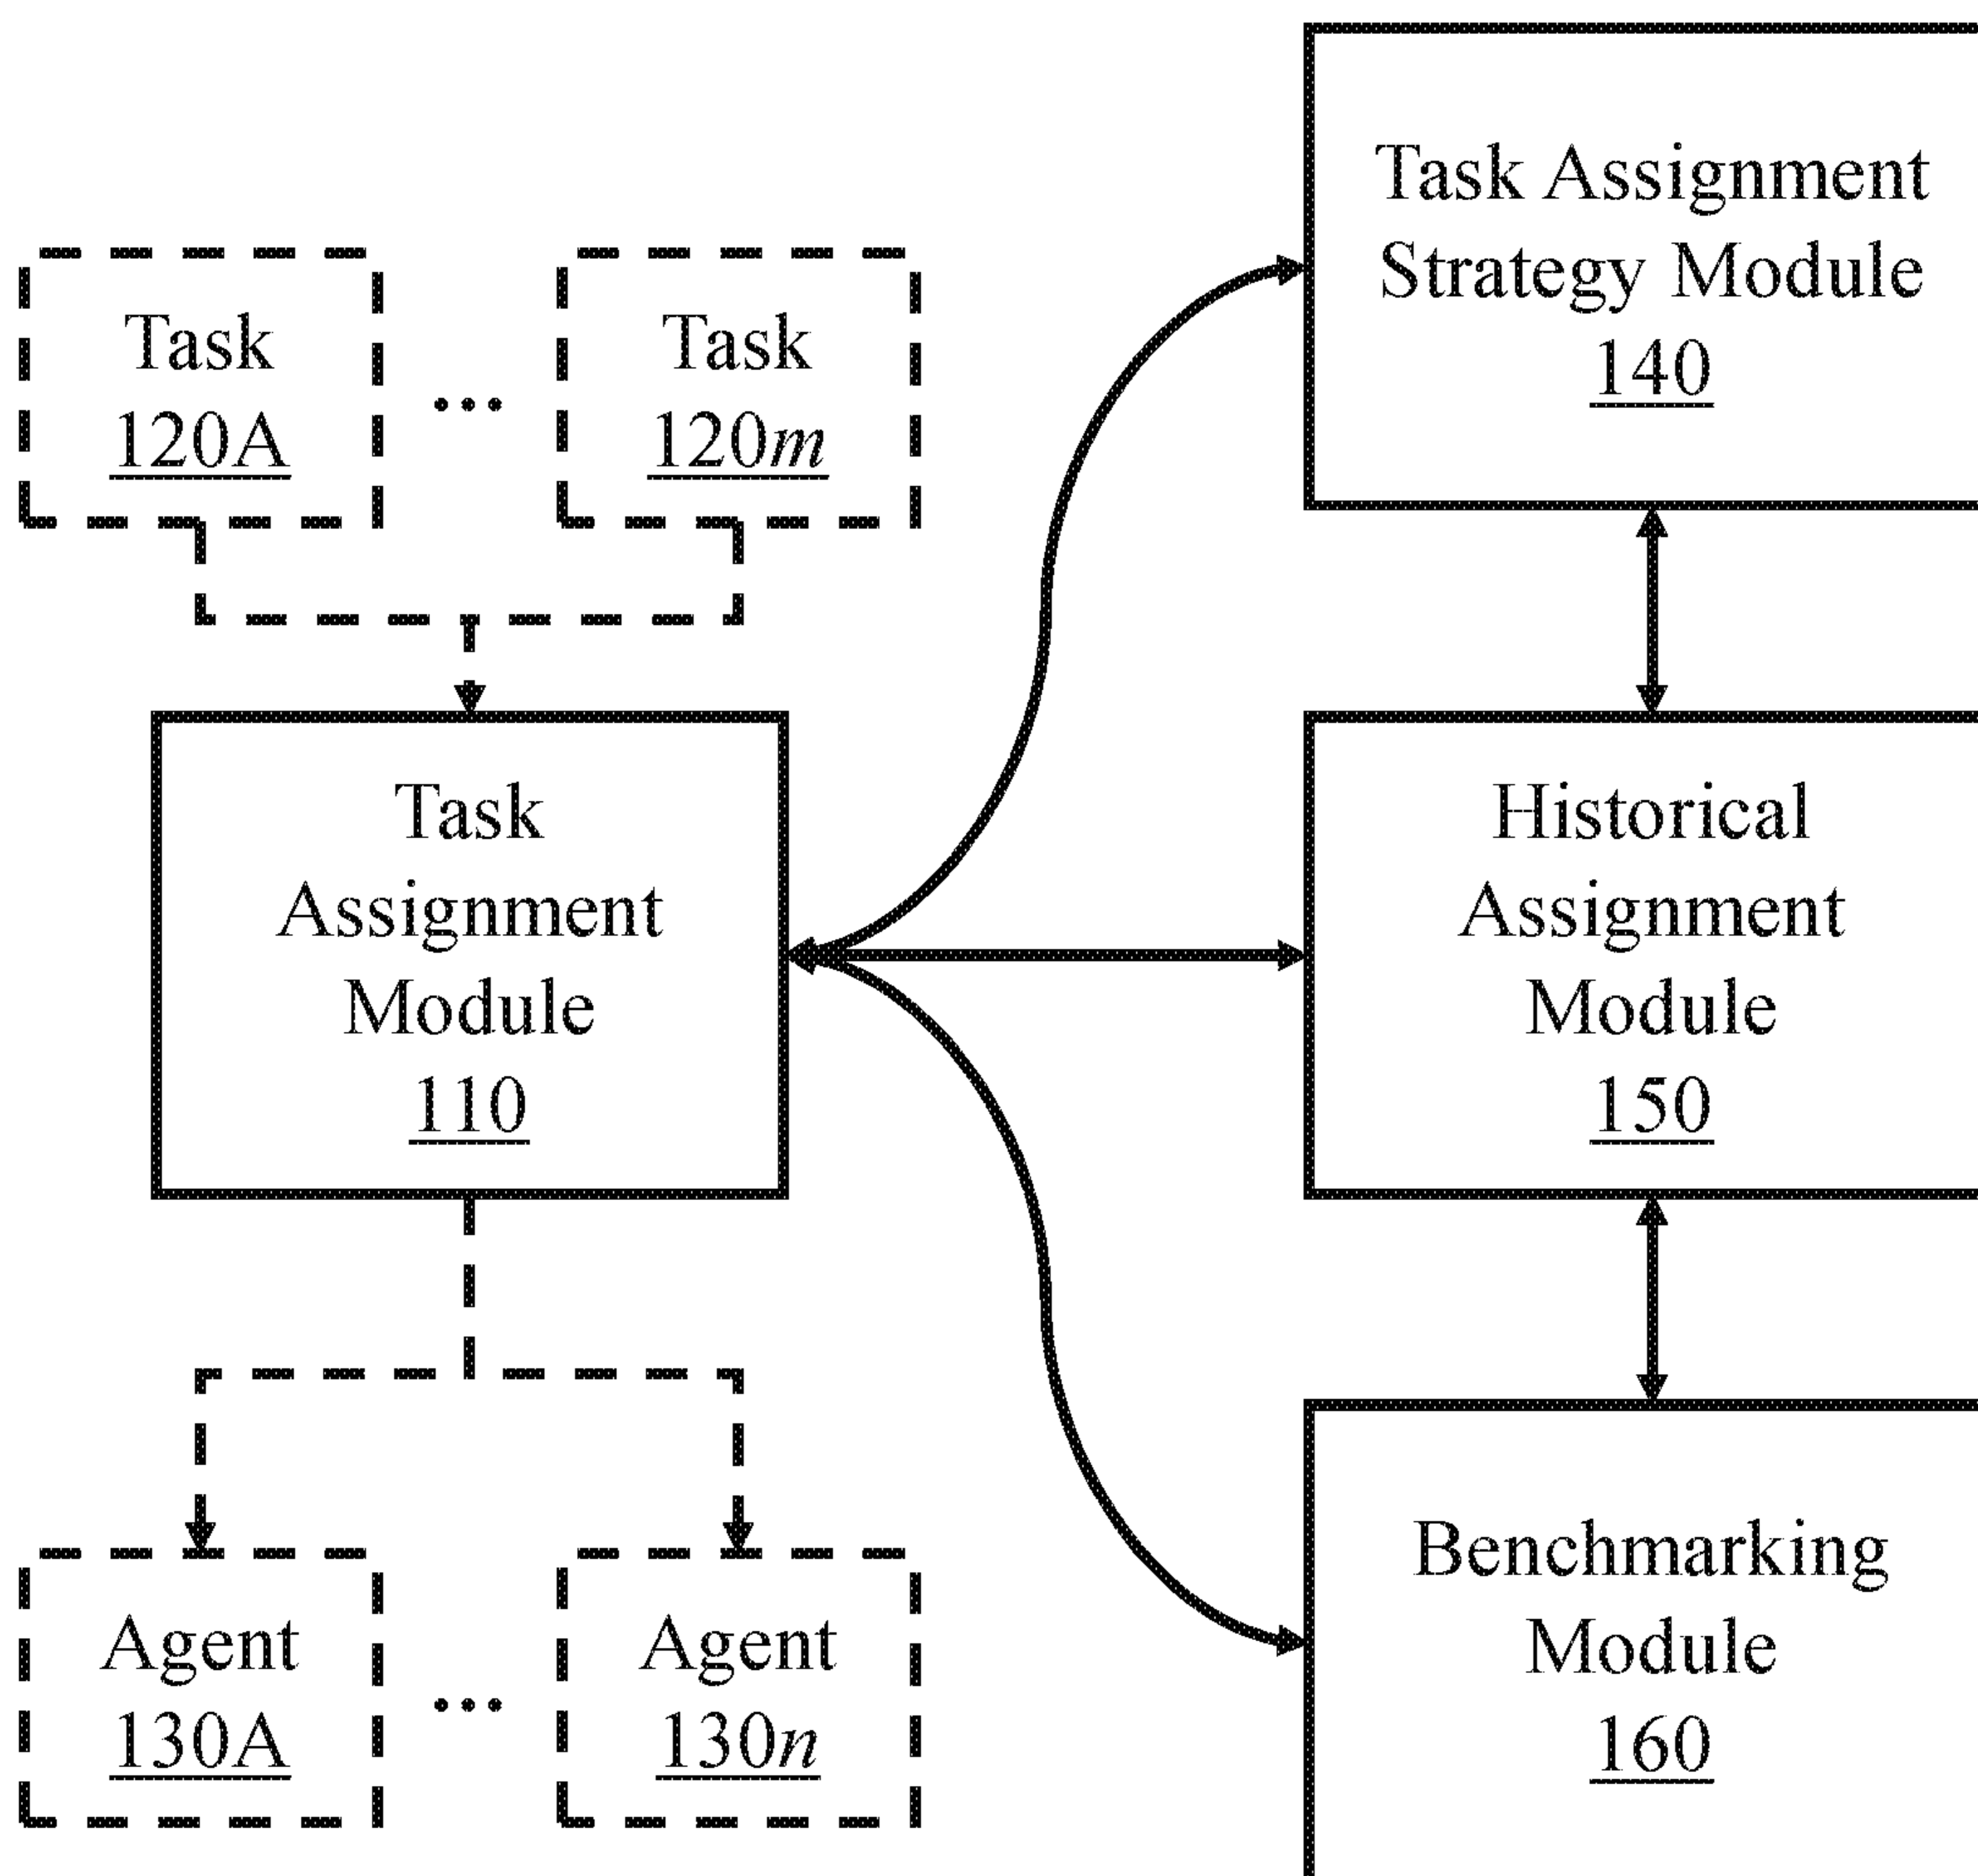 Task Assignment
Strategy Module
140
Task
120A
...
Task
120m
Task
Assignment
Module
110
Historical
Assignment
Module
150
Agent
130A
...
Agent
130n
Benchmarking
Module
160